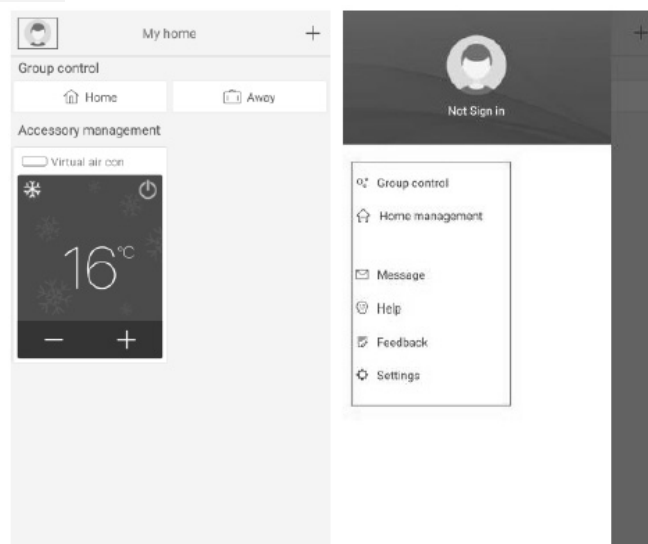 My home
+
Group control
Home
Away
Accessory management
Virtual air con
16°C
− +
Not Sign in
+
Group control
Home management
Message
Help
Feedback
Settings